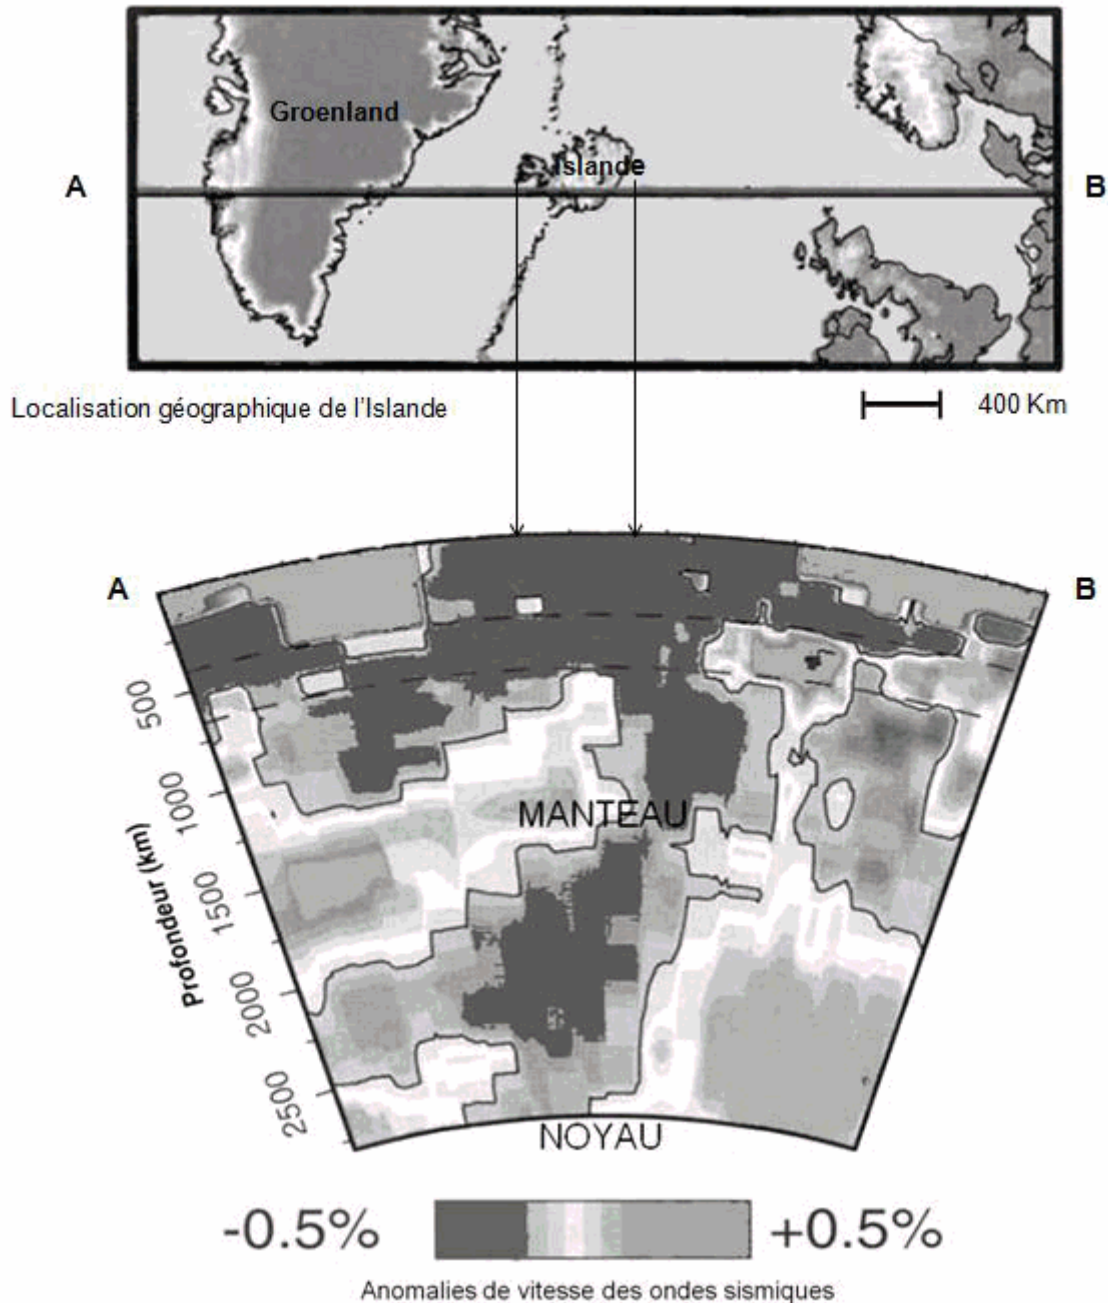 Groenland
Islande
A
B
Localisation géographique de l'Islande
400 Km
A
B
500
1000
1500
2000
2500
Profondeur (km)
MANTEAU
NOYAU
-0.5%
+0.5%
Anomalies de vitesse des ondes sismiques